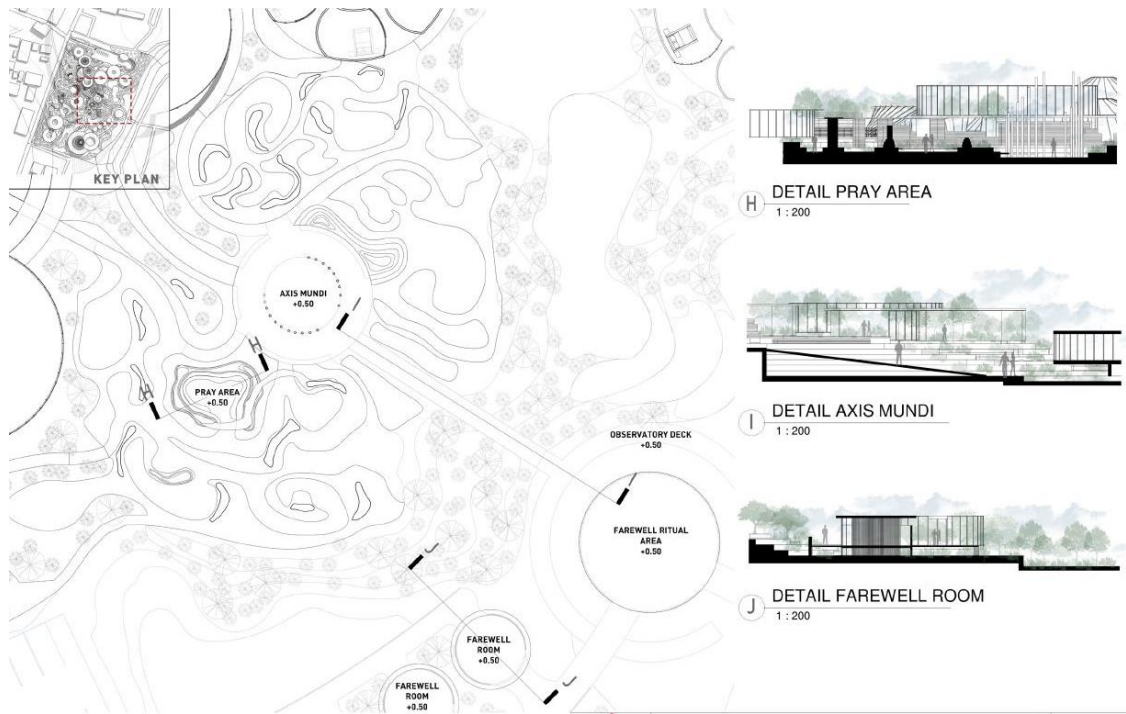 KEY PLAN
AXIS MUNDI
+0.50
H
I
PRAY AREA
+0.50
H
OBSERVATORY DECK
+0.50
I
FAREWELL RITUAL
AREA
+0.50
J
FAREWELL
ROOM
+0.50
J
FAREWELL
ROOM
+0.50
H DETAIL PRAY AREA
1 : 200
I DETAIL AXIS MUNDI
1 : 200
J DETAIL FAREWELL ROOM
1 : 200